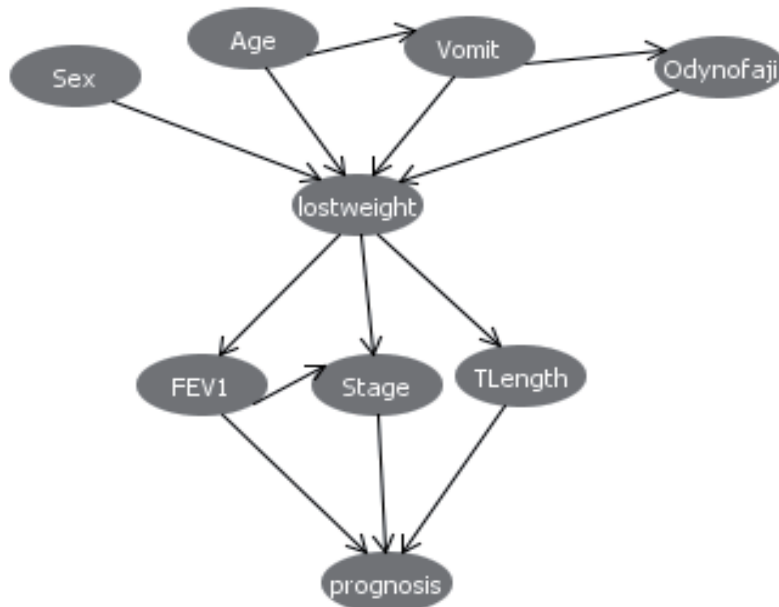 Age
Vomit
Sex
Odynofaji
lostweight
FEV1
Stage
TLength
prognosis